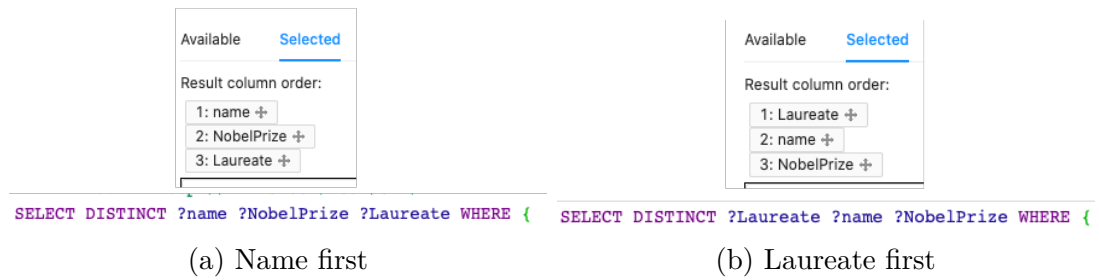 Available Selected
Result column order:
1: name
2: NobelPrize
3: Laureate
SELECT DISTINCT ?name ?NobelPrize ?Laureate WHERE {
(a) Name first
Available Selected
Result column order:
1: Laureate
2: name
3: NobelPrize
SELECT DISTINCT ?Laureate ?name ?NobelPrize WHERE {
(b) Laureate first